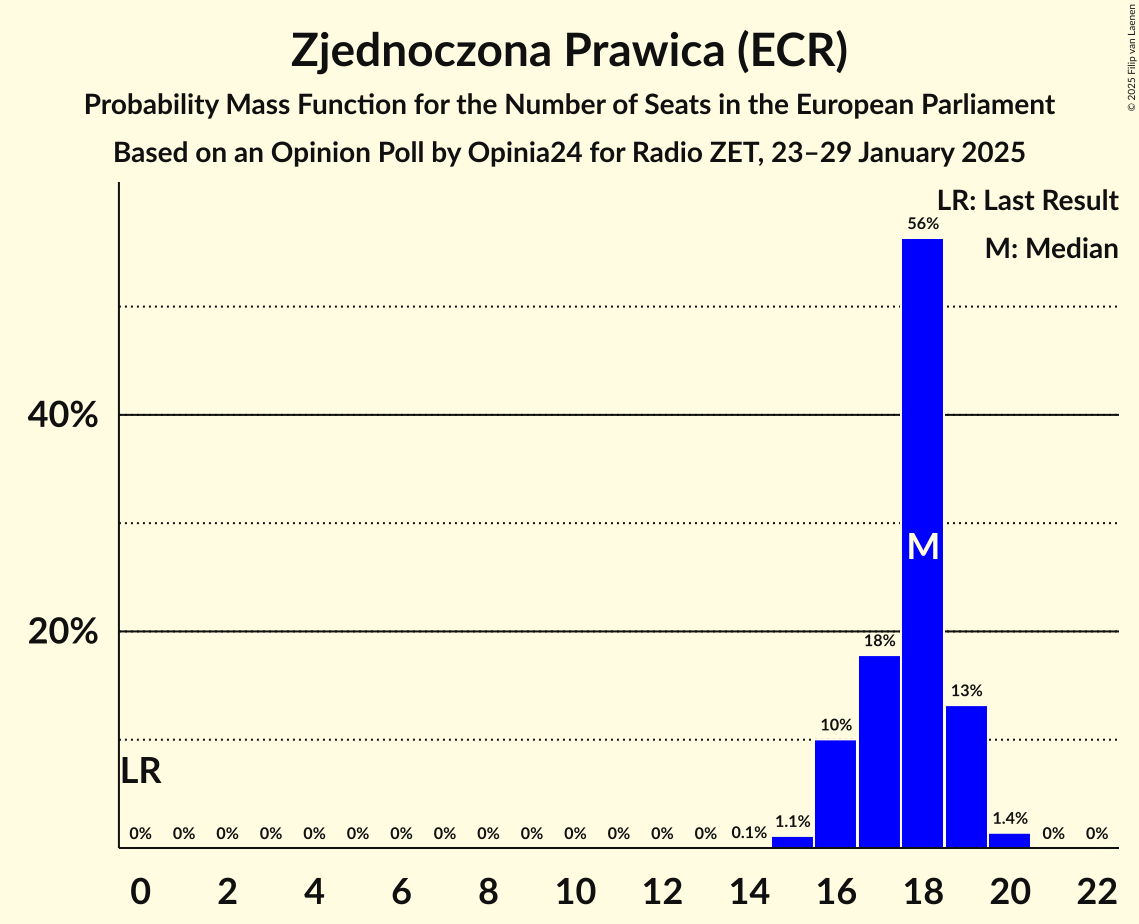 Zjednoczona Prawica (ECR)
Probability Mass Function for the Number of Seats in the European Parliament
Based on an Opinion Poll by Opinia24 for Radio ZET, 23–29 January 2025
© 2025 Filip van Laenen
LR: Last Result
M: Median
56%
40%
M
20%
18%
13%
10%
LR
0% 0% 0% 0% 0% 0% 0% 0% 0% 0% 0% 0% 0% 0% 0.1% 1.1% 1.4% 0% 0%
0 2 4 6 8 10 12 14 16 18 20 22